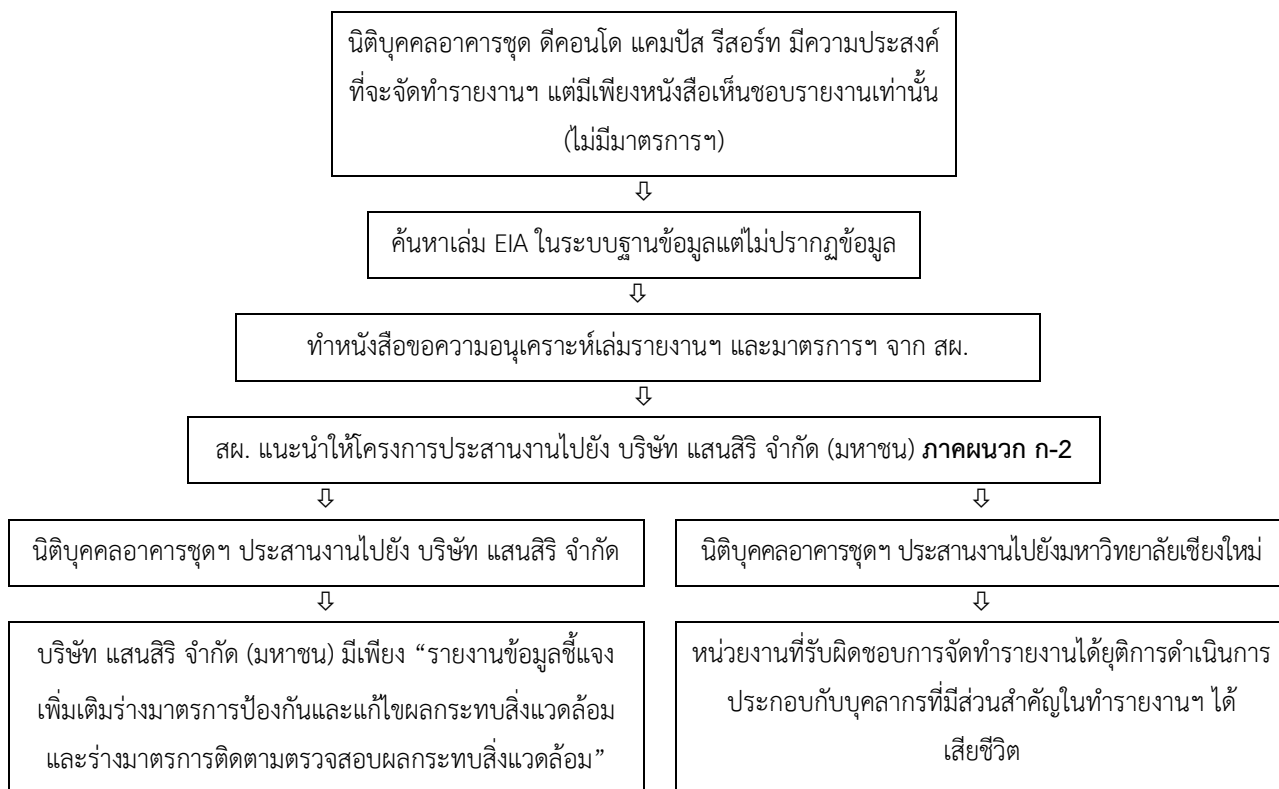 นิติบุคคลอาคารชุด ดีคอนโด แคมปัส รีสอร์ท มีความประสงค์
ที่จะจัดทำรายงานฯ แต่มีเพียงหนังสือเห็นชอบรายงานเท่านั้น
(ไม่มีมาตรการฯ)
⇩
ค้นหาเล่ม EIA ในระบบฐานข้อมูลแต่ไม่ปรากฏข้อมูล
⇩
ทำหนังสือขอความอนุเคราะห์เล่มรายงานฯ และมาตรการฯ จาก สผ.
⇩
สผ. แนะนำให้โครงการประสานงานไปยัง บริษัท แสนสิริ จำกัด (มหาชน) ภาคผนวก ก-2
⇩
นิติบุคคลอาคารชุดฯ ประสานงานไปยัง บริษัท แสนสิริ จำกัด
⇩
บริษัท แสนสิริ จำกัด (มหาชน) มีเพียง “รายงานข้อมูลชี้แจง
เพิ่มเติมร่างมาตรการป้องกันและแก้ไขผลกระทบสิ่งแวดล้อม
และร่างมาตรการติดตามตรวจสอบผลกระทบสิ่งแวดล้อม”
⇩
นิติบุคคลอาคารชุดฯ ประสานงานไปยังมหาวิทยาลัยเชียงใหม่
⇩
หน่วยงานที่รับผิดชอบการจัดทำรายงานได้ยุติการดำเนินการ
ประกอบกับบุคลากรที่มีส่วนสำคัญในทำรายงานฯ ได้
เสียชีวิต